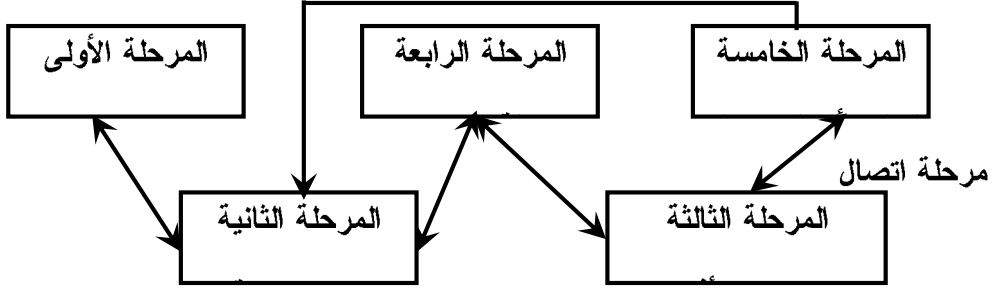 المرحلة الخامسة
المرحلة الرابعة
المرحلة الأولى
مرحلة اتصال
المرحلة الثالثة
المرحلة الثانية